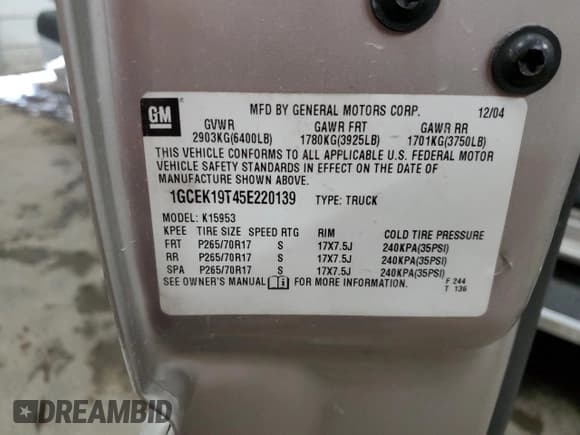 GM
MFD BY GENERAL MOTORS CORP. 12/04
GVWR GAWR FRT GAWR RR
2903KG(6400LB) 1780KG(3925LB) 1701KG(3750LB)
THIS VEHICLE CONFORMS TO ALL APPLICABLE U.S. FEDERAL MOTOR
VEHICLE SAFETY STANDARDS IN EFFECT ON THE DATE OF
MANUFACTURE SHOWN ABOVE.
1GCEK19T45E220139 TYPE: TRUCK
MODEL: K15953
KPEE TIRE SIZE SPEED RTG RIM COLD TIRE PRESSURE
FRT P265/70R17 S 17X7.5J 240KPA(35PSI)
RR P265/70R17 S 17X7.5J 240KPA(35PSI)
SPA P265/70R17 S 17X7.5J 240KPA(35PSI)
SEE OWNER'S MANUAL i FOR MORE INFORMATION.
F 244
T 136
DREAMBID